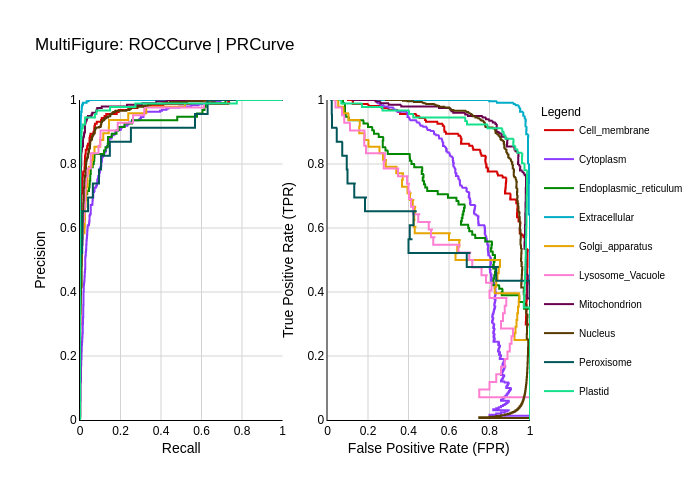 MultiFigure: ROCCurve | PRCurve
Precision
1
0.8
0.6
0.4
0.2
0
0 0.2 0.4 0.6 0.8 1
Recall
True Positive Rate (TPR)
1
0.8
0.6
0.4
0.2
0
0 0.2 0.4 0.6 0.8 1
False Positive Rate (FPR)
Legend
Cell_membrane
Cytoplasm
Endoplasmic_reticulum
Extracellular
Golgi_apparatus
Lysosome_Vacuole
Mitochondrion
Nucleus
Peroxisome
Plastid